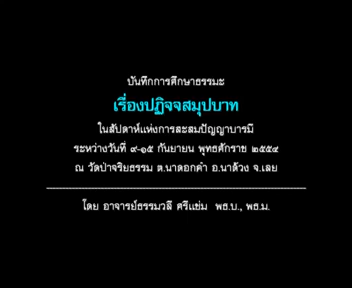 บันทึกการศึกษาธรรมะ
เรื่องปฏิจจสมุปบาท
ในสัปดาห์แห่งการสะสมปัญญาบารมี
ระหว่างวันที่ ๙-๑๕ กันยายน พุทธศักราช ๒๕๕๔
ณ วัดป่าจริยธรรม ต.นาดอกคำ อ.นาด้วง จ.เลย
โดย อาจารย์ธรรมวลี ศรีแช่ม พธ.บ., พธ.ม.